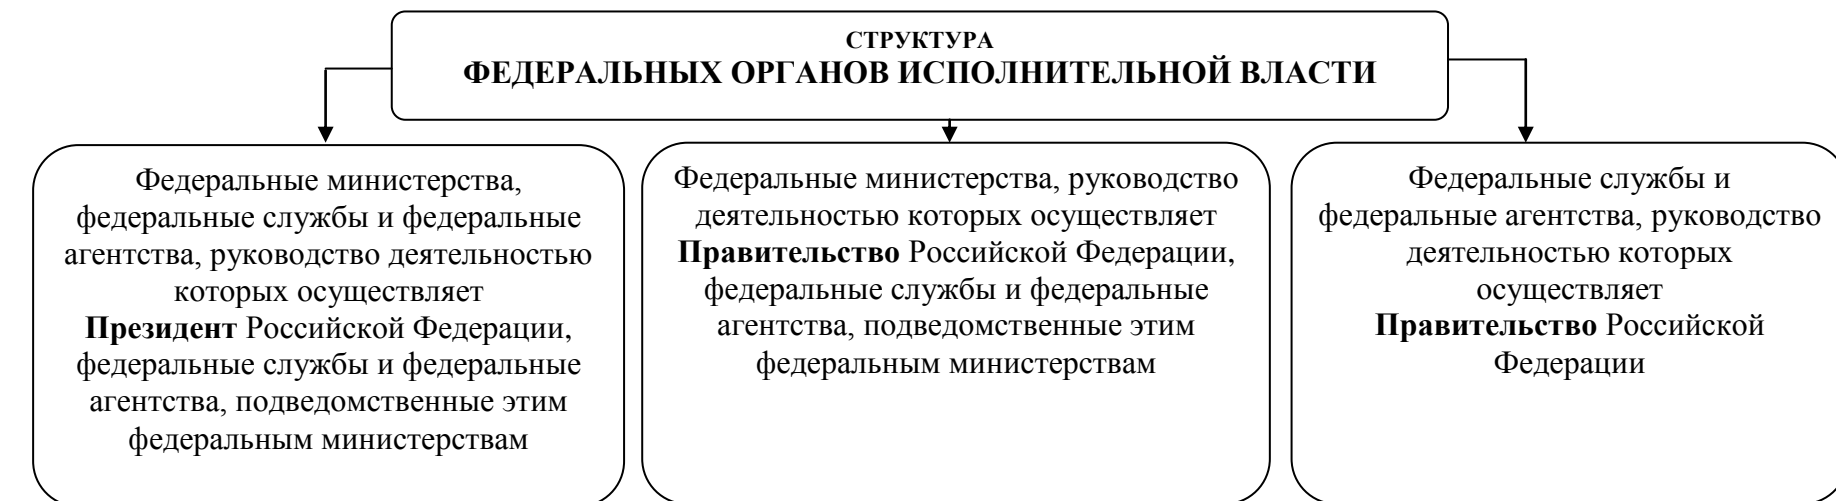 СТРУКТУРА
ФЕДЕРАЛЬНЫХ ОРГАНОВ ИСПОЛНИТЕЛЬНОЙ ВЛАСТИ
Федеральные министерства,
федеральные службы и федеральные
агентства, руководство деятельностью
которых осуществляет
Президент Российской Федерации,
федеральные службы и федеральные
агентства, подведомственные этим
федеральным министерствам
Федеральные министерства, руководство
деятельностью которых осуществляет
Правительство Российской Федерации,
федеральные службы и федеральные
агентства, подведомственные этим
федеральным министерствам
Федеральные службы и
федеральные агентства, руководство
деятельностью которых
осуществляет
Правительство Российской
Федерации